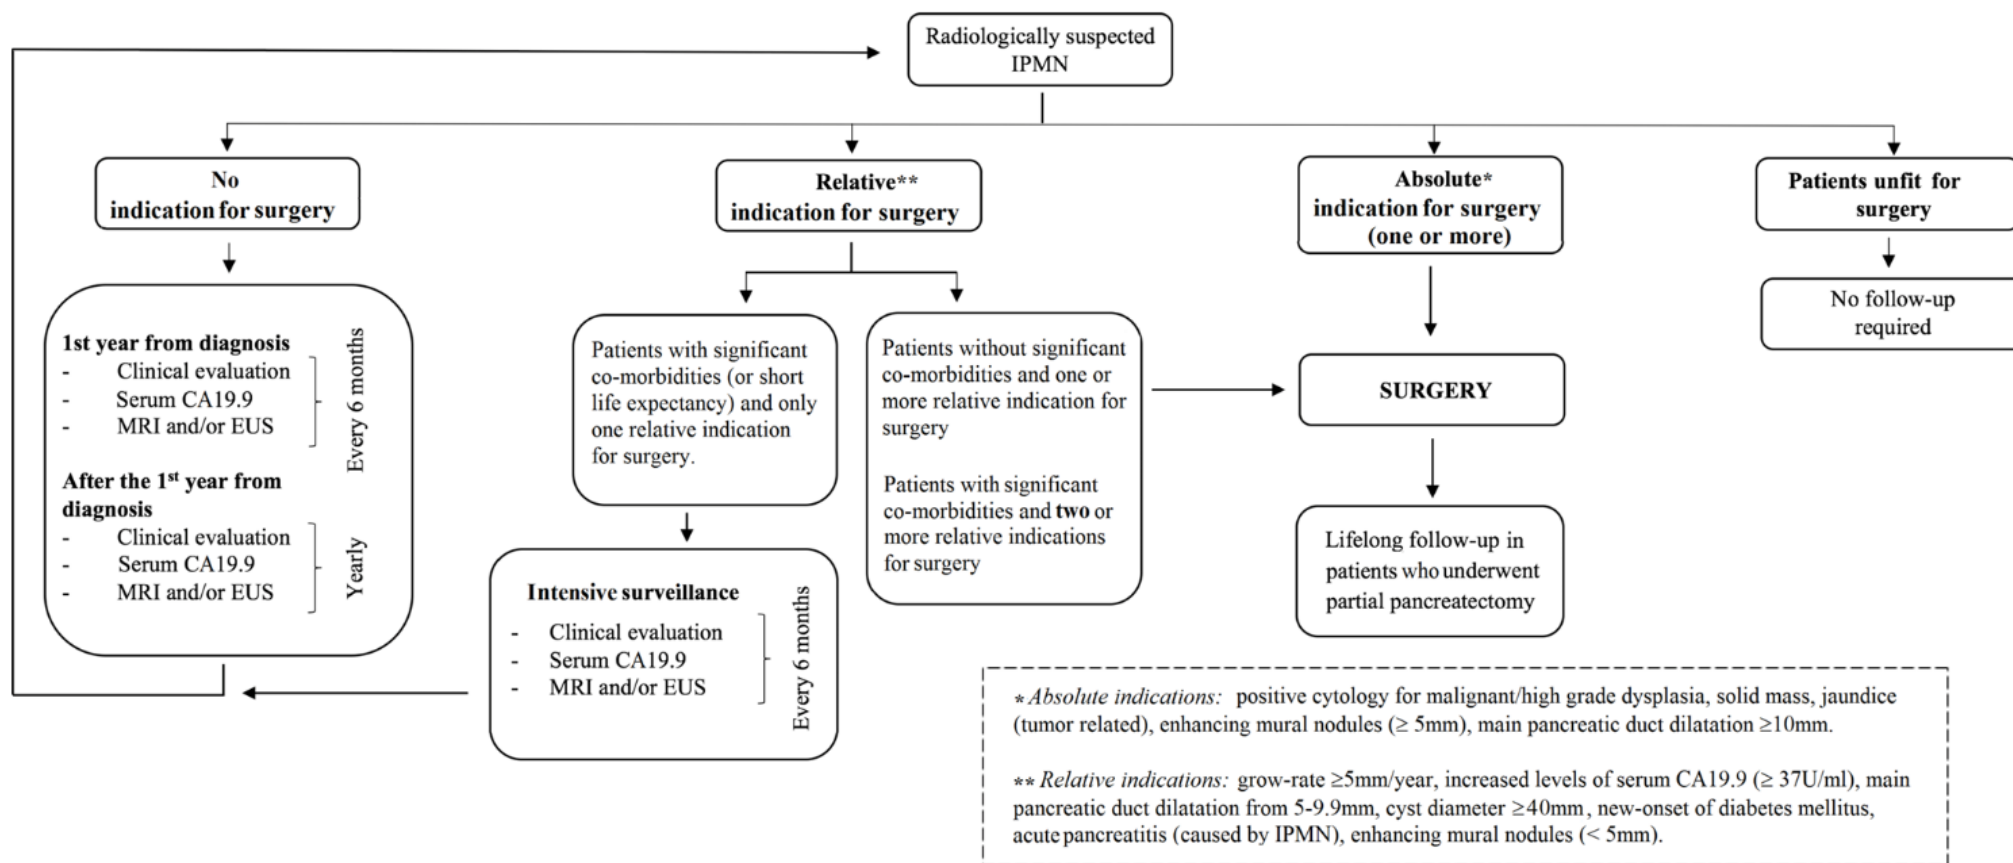 Radiologically suspected
IPMN
No
indication for surgery
Relative**
indication for surgery
Absolute*
indication for surgery
(one or more)
Patients unfit for
surgery
1st year from diagnosis
- Clinical evaluation
- Serum CA19.9
- MRI and/or EUS
Every 6 months
After the 1st year from
diagnosis
- Clinical evaluation
- Serum CA19.9
- MRI and/or EUS
Yearly
Patients with significant
co-morbidities (or short
life expectancy) and only
one relative indication
for surgery.
Intensive surveillance
- Clinical evaluation
- Serum CA19.9
- MRI and/or EUS
Every 6 months
Patients without significant
co-morbidities and one or
more relative indication for
surgery
Patients with significant
co-morbidities and two or
more relative indications
for surgery
SURGERY
Lifelong follow-up in
patients who underwent
partial pancreatectomy
No follow-up
required
* Absolute indications: positive cytology for malignant/high grade dysplasia, solid mass, jaundice
(tumor related), enhancing mural nodules (≥ 5mm), main pancreatic duct dilatation ≥10mm.
** Relative indications: grow-rate ≥5mm/year, increased levels of serum CA19.9 (≥ 37U/ml), main
pancreatic duct dilatation from 5-9.9mm, cyst diameter ≥40mm, new-onset of diabetes mellitus,
acute pancreatitis (caused by IPMN), enhancing mural nodules (< 5mm).